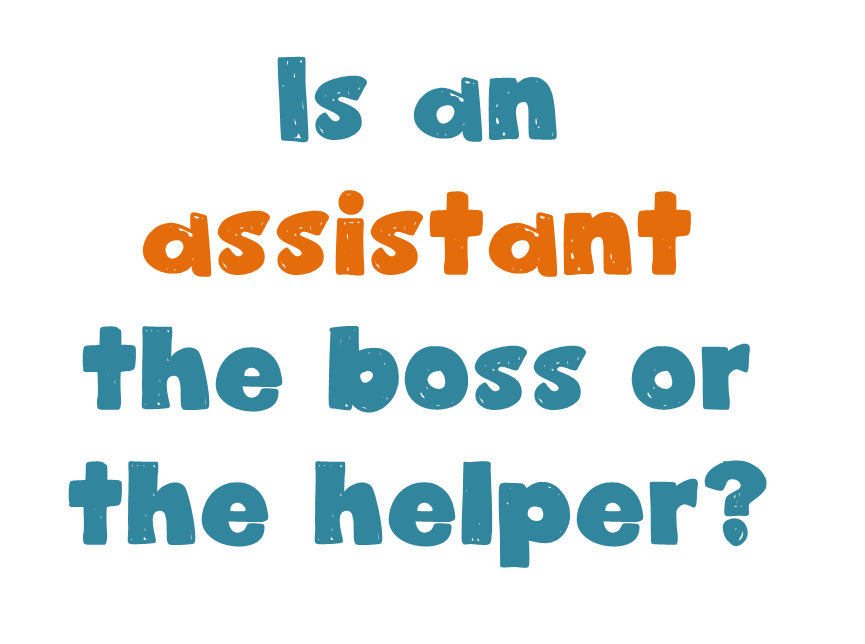 Is an
assistant
the boss or
the helper?